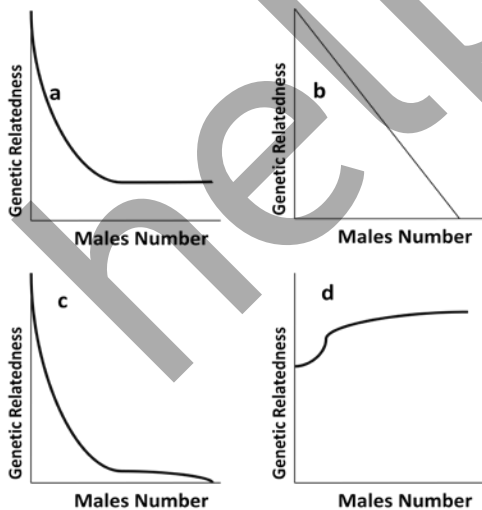 Genetic Relatedness
a
Males Number
Genetic Relatedness
b
Males Number
Genetic Relatedness
c
Males Number
Genetic Relatedness
d
Males Number